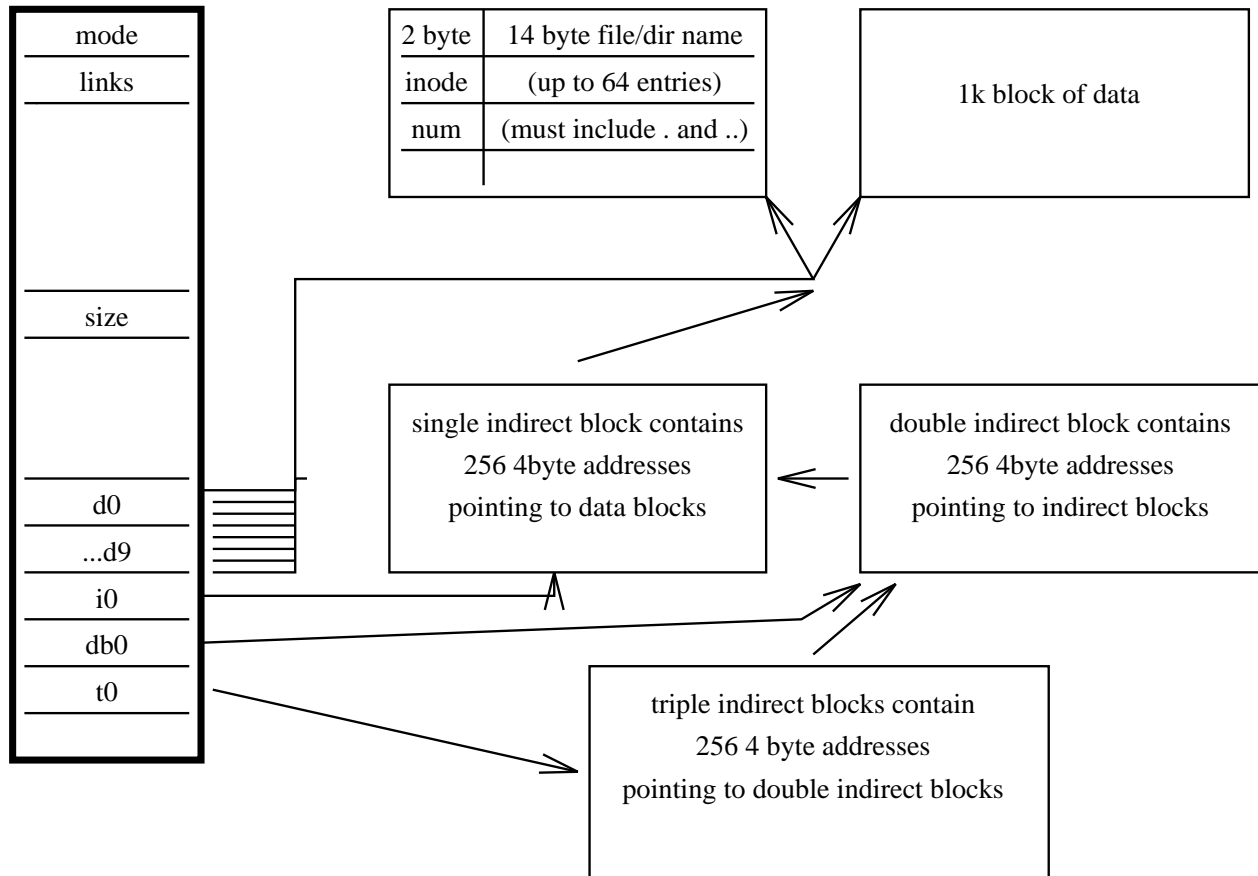 mode
links
size
d0
...d9
i0
db0
t0
2 byte 14 byte file/dir name
inode (up to 64 entries)
num (must include . and ..)
1k block of data
single indirect block contains
256 4byte addresses
pointing to data blocks
double indirect block contains
256 4byte addresses
pointing to indirect blocks
triple indirect blocks contain
256 4 byte addresses
pointing to double indirect blocks